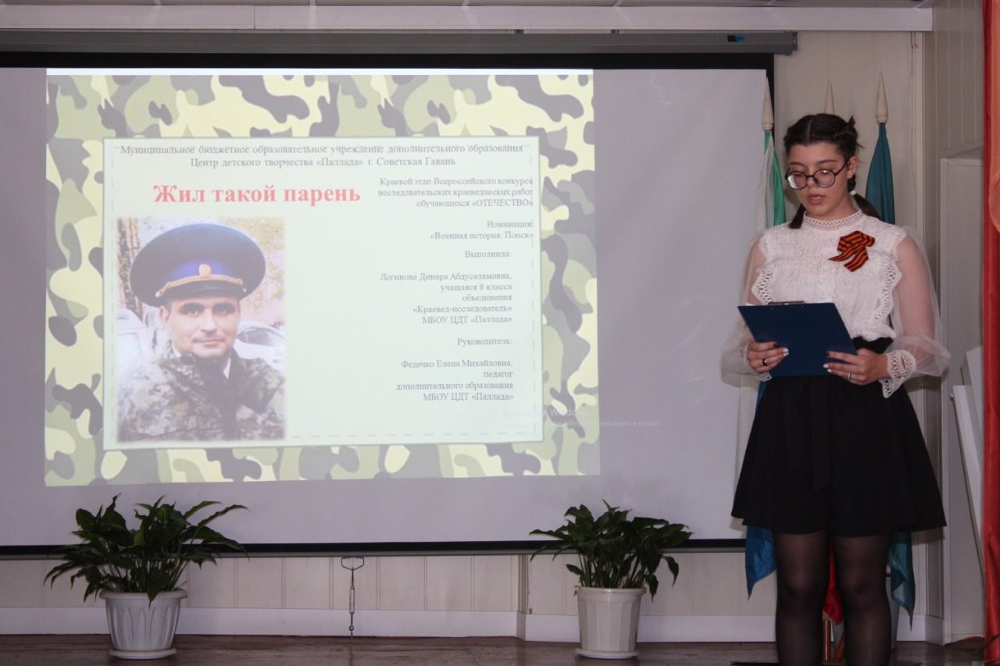 Муниципальное бюджетное образовательное учреждение дополнительного образования
Центр детского творчества «Паллада» г. Советская Гавань
Жил такой парень
Краевой этап Всероссийского конкурса
исследовательских краеведческих работ
обучающихся «ОТЕЧЕСТВО»
Номинация:
«Военная история. Поиск»
Выполнила:
Логинова Динара Абдусаламовна,
учащаяся 8 класса
объединения
«Краевед-исследователь»
МБОУ ЦДТ «Паллада»
Руководитель:
Федечко Елена Михайловна,
педагог
дополнительного образования
МБОУ ЦДТ «Паллада»